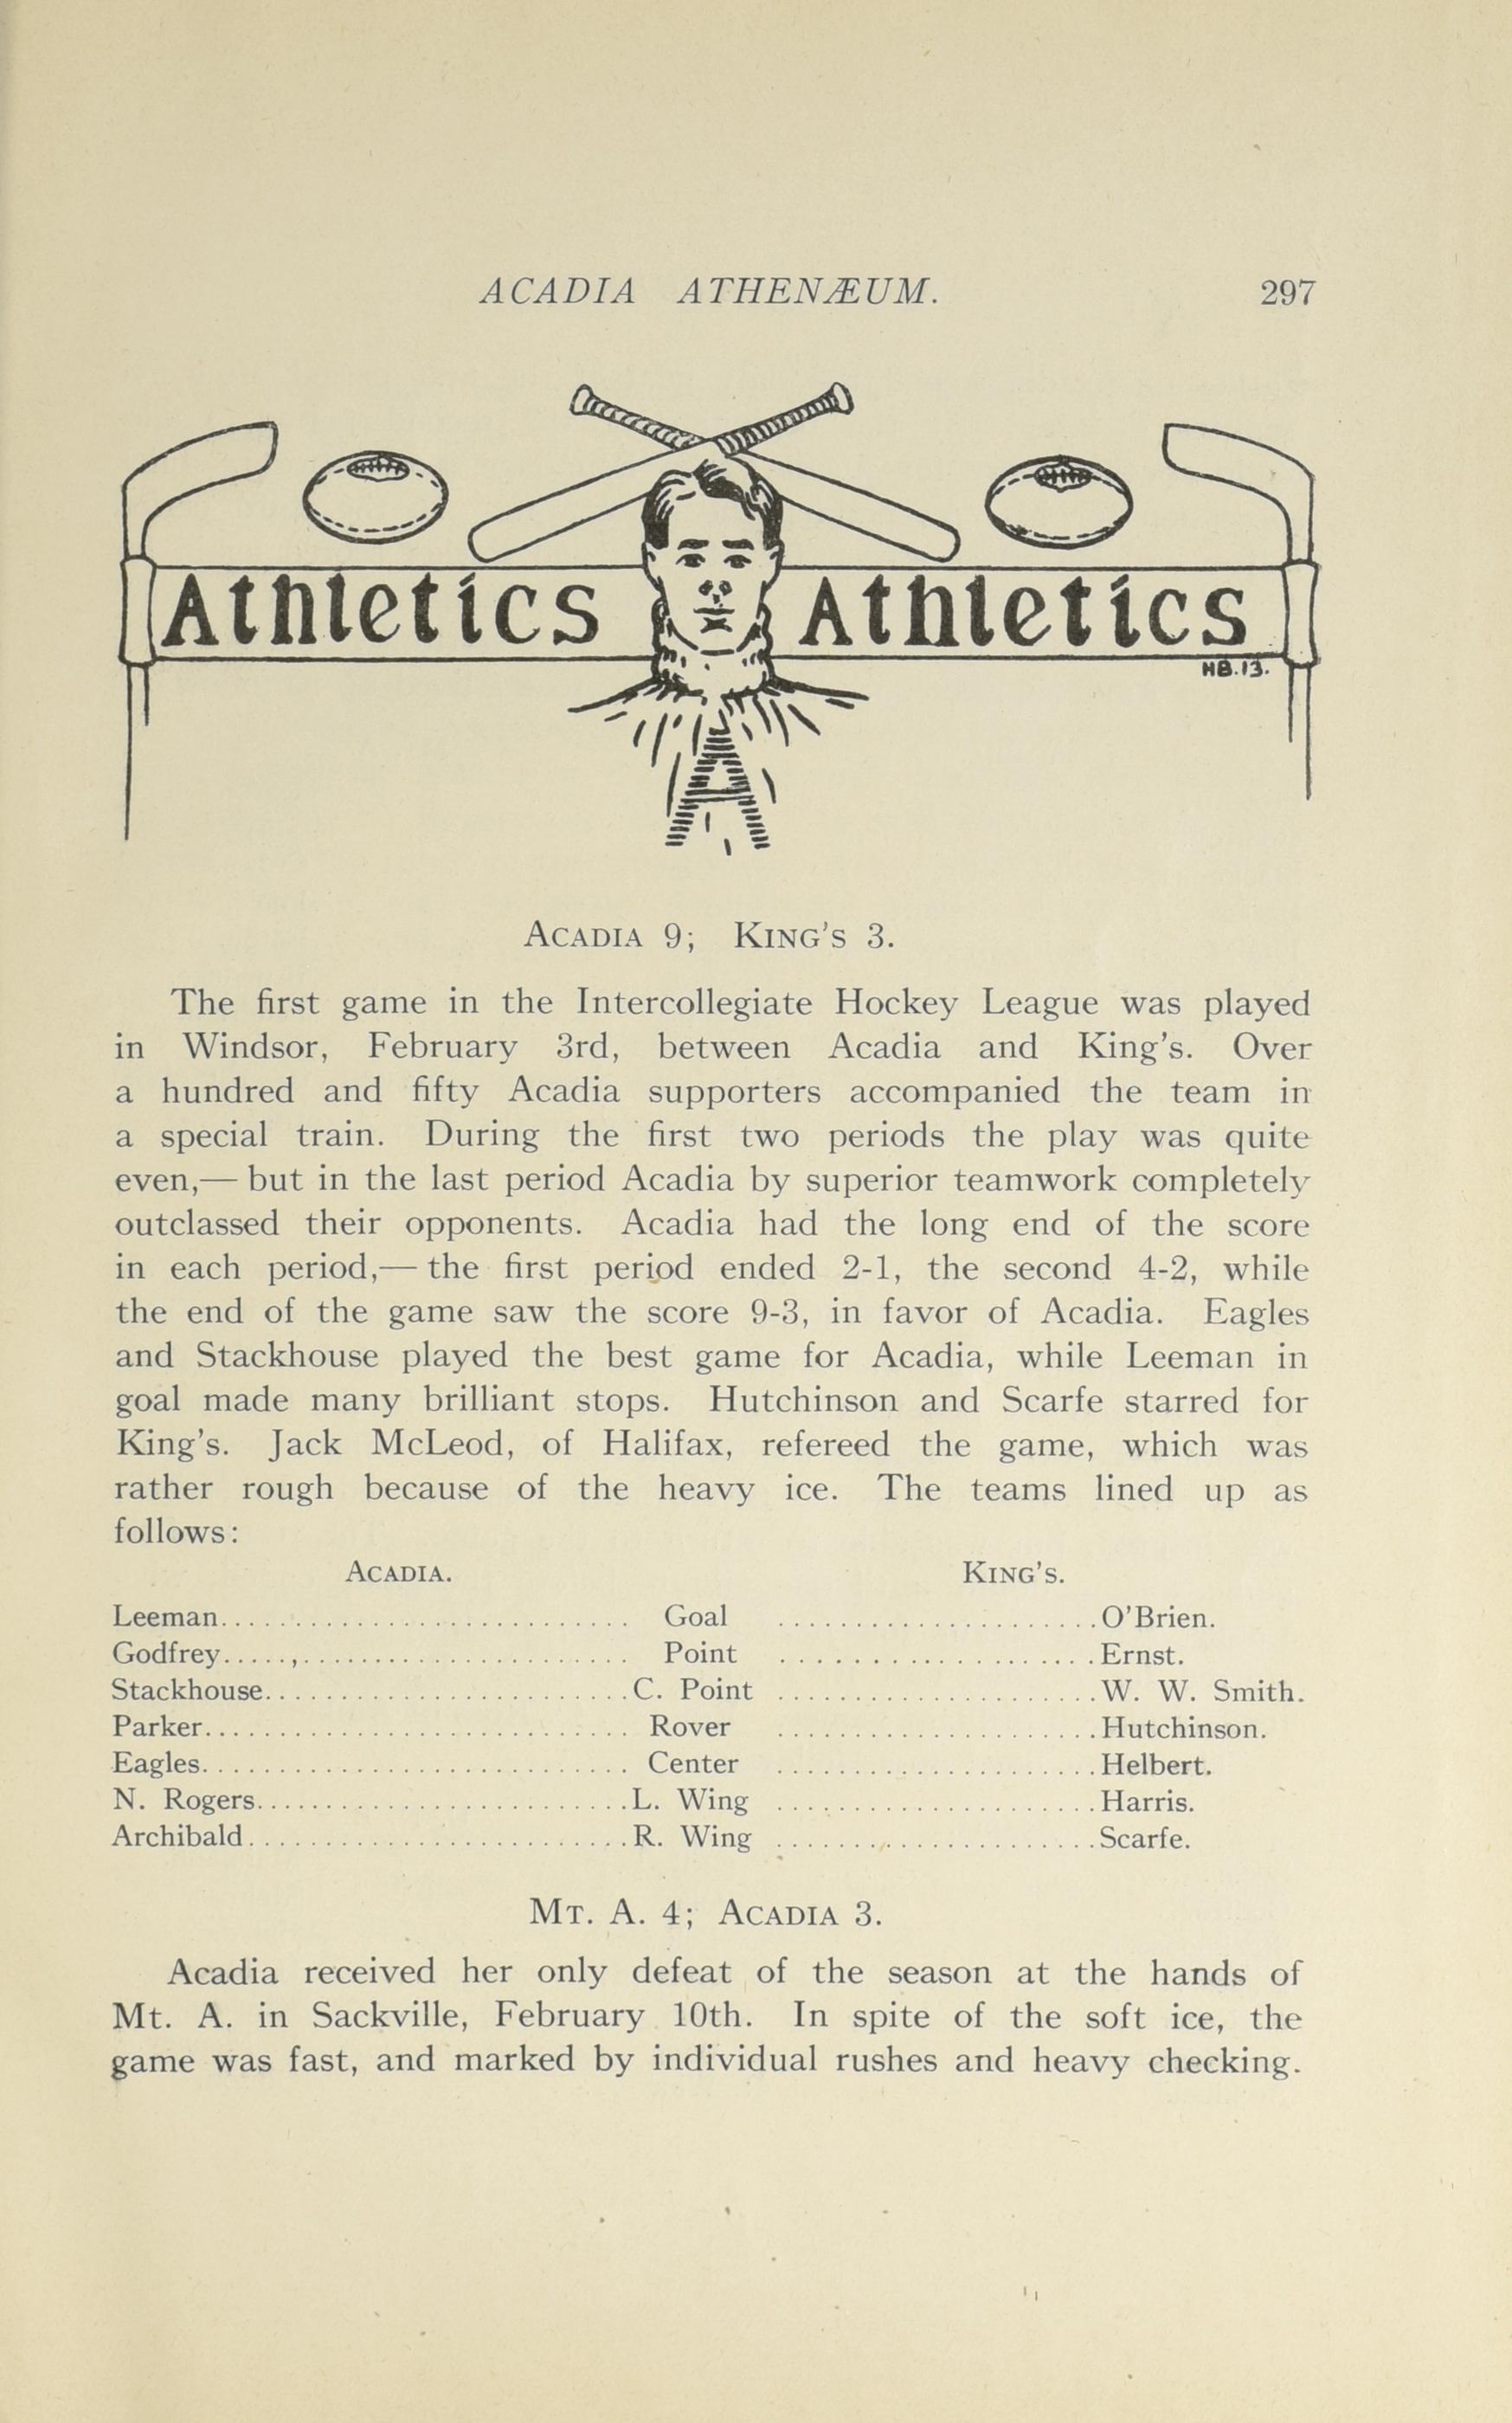 ACADIA ATHENÆUM. 297
Athletics Athletics
HB.13.
A
ACADIA 9; KING'S 3.
The first game in the Intercollegiate Hockey League was played
in Windsor, February 3rd, between Acadia and King's. Over
a hundred and fifty Acadia supporters accompanied the team in
a special train. During the first two periods the play was quite
even,— but in the last period Acadia by superior teamwork completely
outclassed their opponents. Acadia had the long end of the score
in each period,— the first period ended 2-1, the second 4-2, while
the end of the game saw the score 9-3, in favor of Acadia. Eagles
and Stackhouse played the best game for Acadia, while Leeman in
goal made many brilliant stops. Hutchinson and Scarfe starred for
King's. Jack McLeod, of Halifax, refereed the game, which was
rather rough because of the heavy ice. The teams lined up as
follows:
ACADIA. KING'S.
Leeman.............................. Goal .....................O'Brien.
Godfrey.....,....................... Point .....................Ernst.
Stackhouse..........................C. Point .....................W. W. Smith.
Parker.............................. Rover .....................Hutchinson.
Eagles.............................. Center .....................Helbert.
N. Rogers...........................L. Wing .....................Harris.
Archibald...........................R. Wing .....................Scarfe.
MT. A. 4; ACADIA 3.
Acadia received her only defeat of the season at the hands of
Mt. A. in Sackville, February 10th. In spite of the soft ice, the
game was fast, and marked by individual rushes and heavy checking.